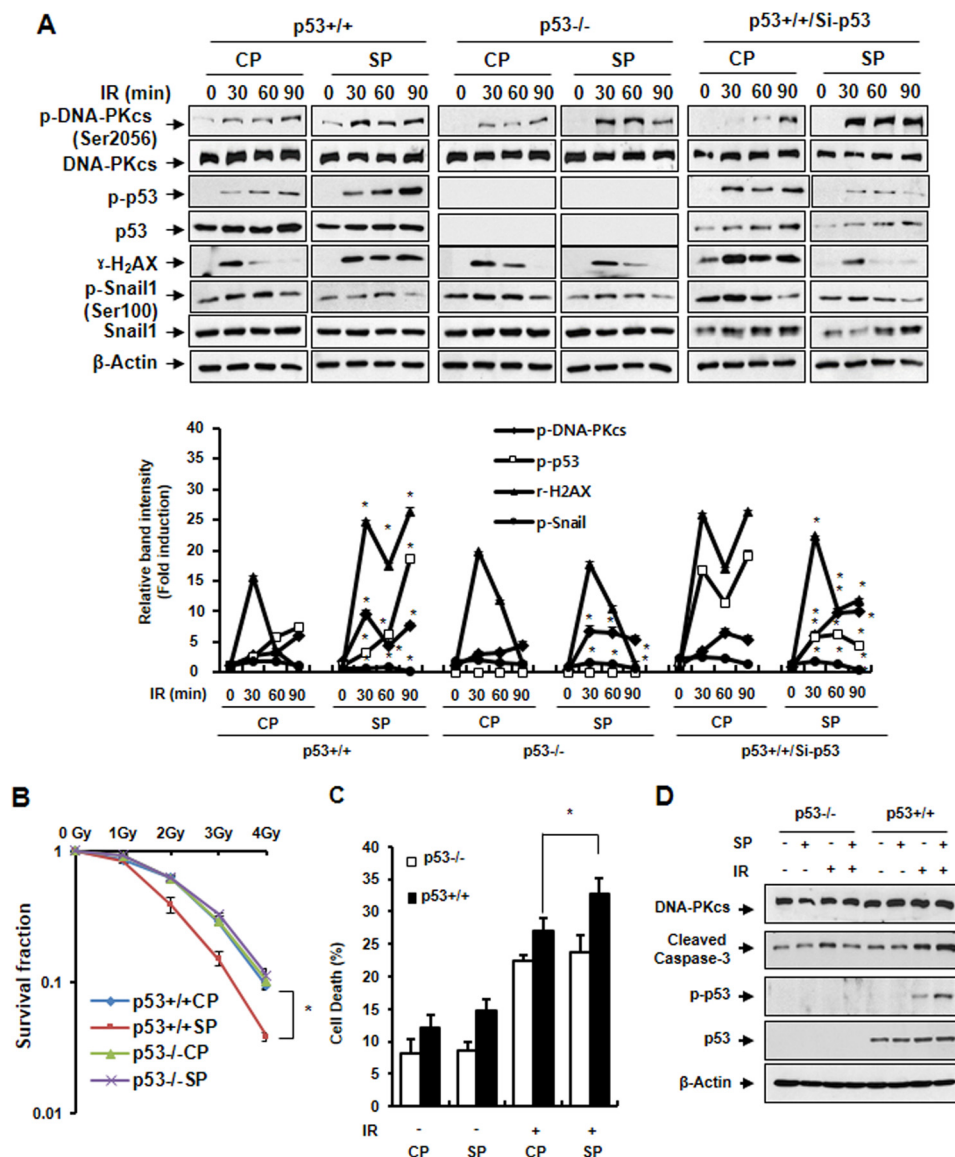 A
p53+/+ p53-/- p53+/+/Si-p53
CP SP CP SP CP SP
IR (min) 0 30 60 90 0 30 60 90 0 30 60 90 0 30 60 90 0 30 60 90 0 30 60 90
p-DNA-PKcs
(Ser2056)
DNA-PKcs
p-p53
p53
ɤ-H2AX
p-Snail1
(Ser100)
Snail1
β-Actin
Relative band intensity
(Fold induction)
40
35
30
25
20
15
10
5
0
p-DNA-PKcs
p-p53
r-H2AX
p-Snail
* * * * * * * * * * * * * * * * * * * * * * * * * *
IR (min) 0 30 60 90 0 30 60 90 0 30 60 90 0 30 60 90 0 30 60 90 0 30 60 90
CP SP CP SP CP SP
p53+/+ p53-/- p53+/+/Si-p53
B
0 Gy 1Gy 2Gy 3Gy 4Gy
1
0.1
0.01
Survival fraction
p53+/+CP
p53+/+SP
p53-/-CP
p53-/-SP
*
C
*
p53-/-
p53+/+
Cell Death (%)
40
35
30
25
20
15
10
5
0
IR - - + +
CP SP CP SP
D
p53-/- p53+/+
SP - + - + - + - +
IR - - + + - - + +
DNA-PKcs
Cleaved
Caspase-3
p-p53
p53
β-Actin